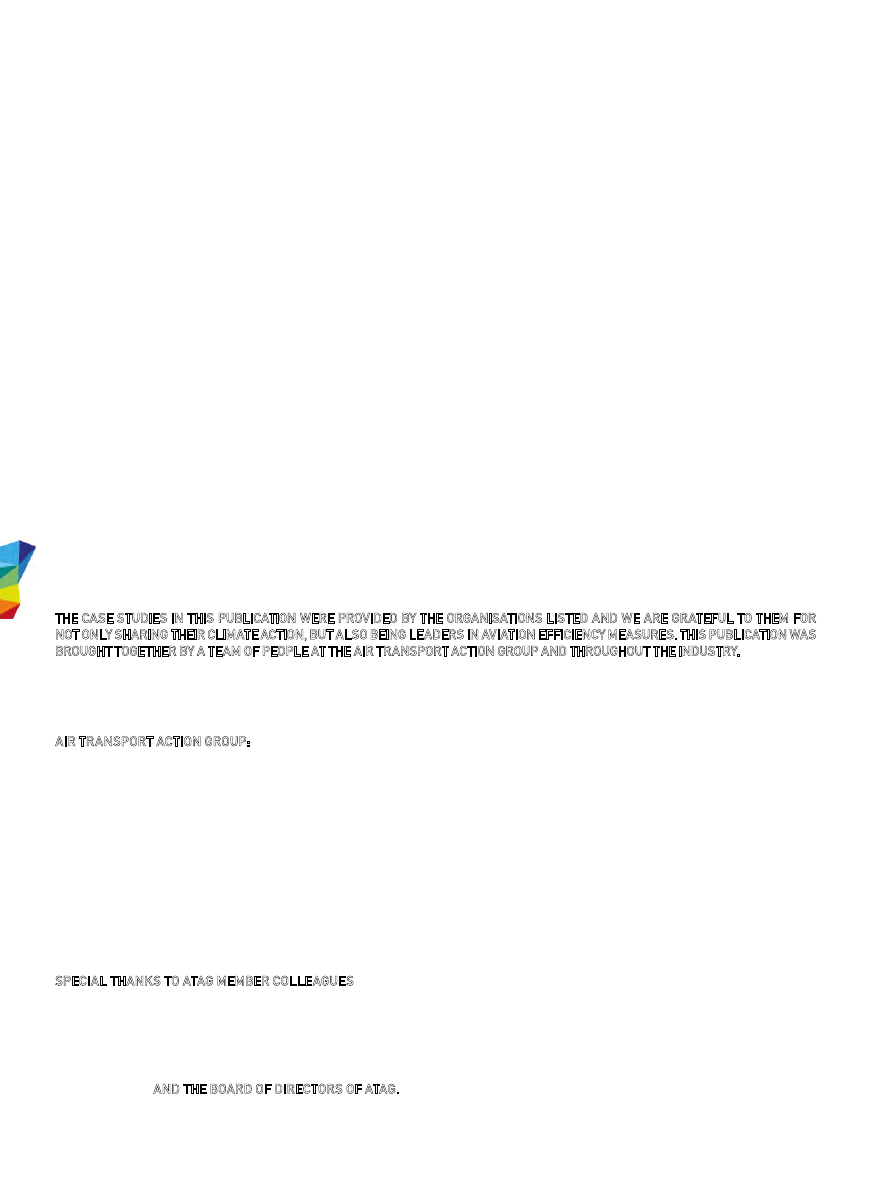 THE CASE STUDIES IN THIS PUBLICATION WERE PROVIDED BY THE ORGANISATIONS LISTED AND WE ARE GRATEFUL TO THEM FOR
NOT ONLY SHARING THEIR CLIMATE ACTION, BUT ALSO BEING LEADERS IN AVIATION EFFICIENCY MEASURES. THIS PUBLICATION WAS
BROUGHT TOGETHER BY A TEAM OF PEOPLE AT THE AIR TRANSPORT ACTION GROUP AND THROUGHOUT THE INDUSTRY.
AIR TRANSPORT ACTION GROUP:
SPECIAL THANKS TO ATAG MEMBER COLLEAGUES
AND THE BOARD OF DIRECTORS OF ATAG.